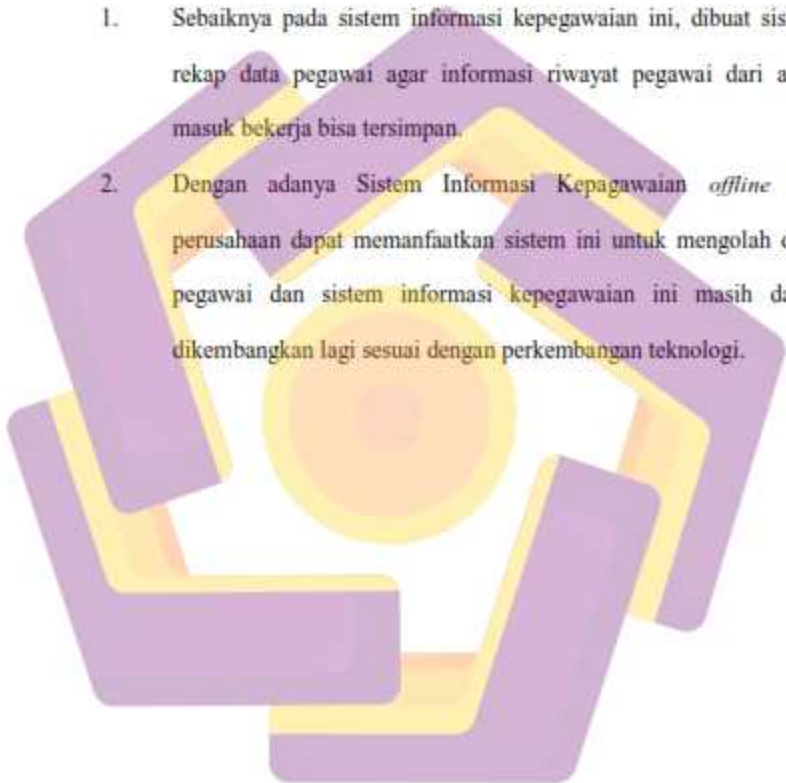 1. Sebaiknya pada sistem informasi kepegawaian ini, dibuat sis
rekap data pegawai agar informasi riwayat pegawai dari a
masuk bekerja bisa tersimpan.
2. Dengan adanya Sistem Informasi Kepagawaian offline
perusahaan dapat memanfaatkan sistem ini untuk mengolah
pegawai dan sistem informasi kepegawaian ini masih da
dikembangkan lagi sesuai dengan perkembangan teknologi.